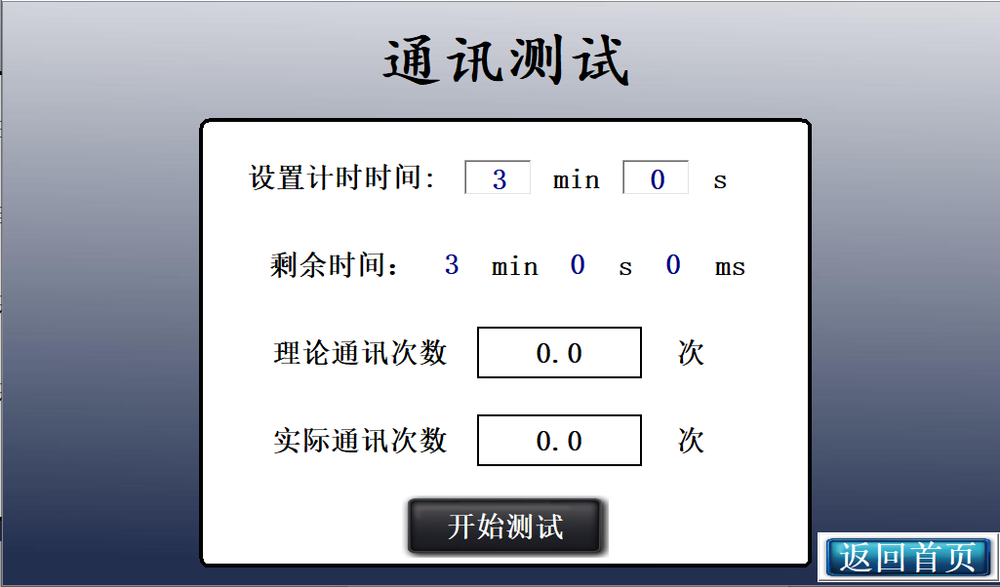 通讯测试
设置计时时间: 3 min 0 s
剩余时间: 3 min 0 s 0 ms
理论通讯次数 0.0 次
实际通讯次数 0.0 次
开始测试
返回首页